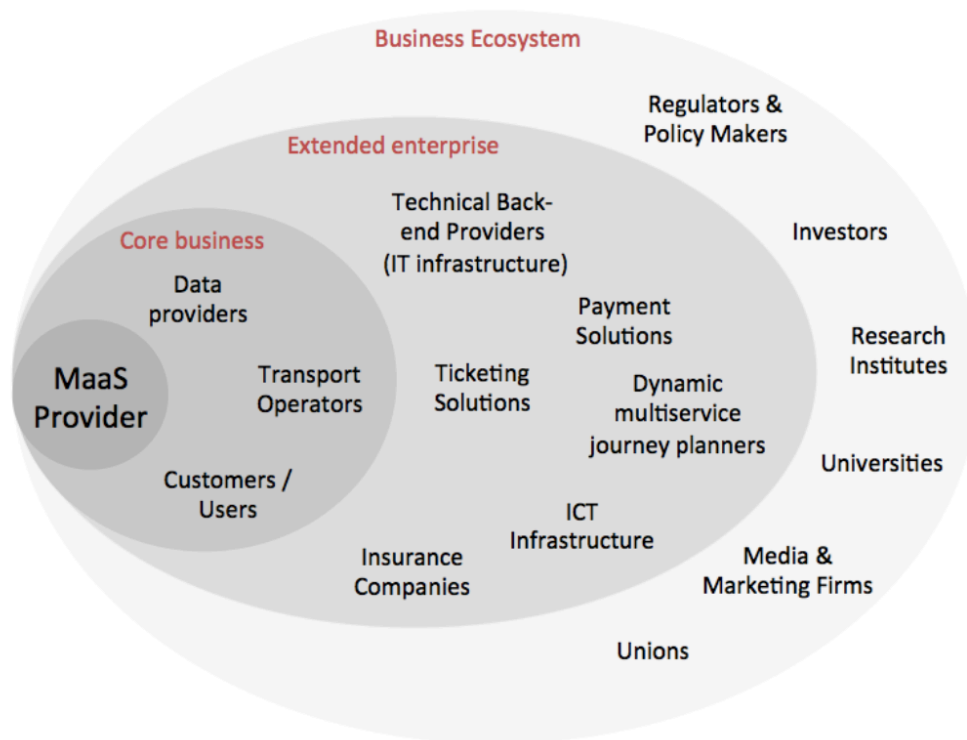 Business Ecosystem
Regulators &
Policy Makers
Extended enterprise
Technical Back-
end Providers
(IT infrastructure)
Investors
Core business
Data
providers
Payment
Solutions
Research
Institutes
MaaS
Provider
Transport
Operators
Ticketing
Solutions
Dynamic
multiservice
journey planners
Universities
Customers /
Users
ICT
Infrastructure
Insurance
Companies
Media &
Marketing Firms
Unions